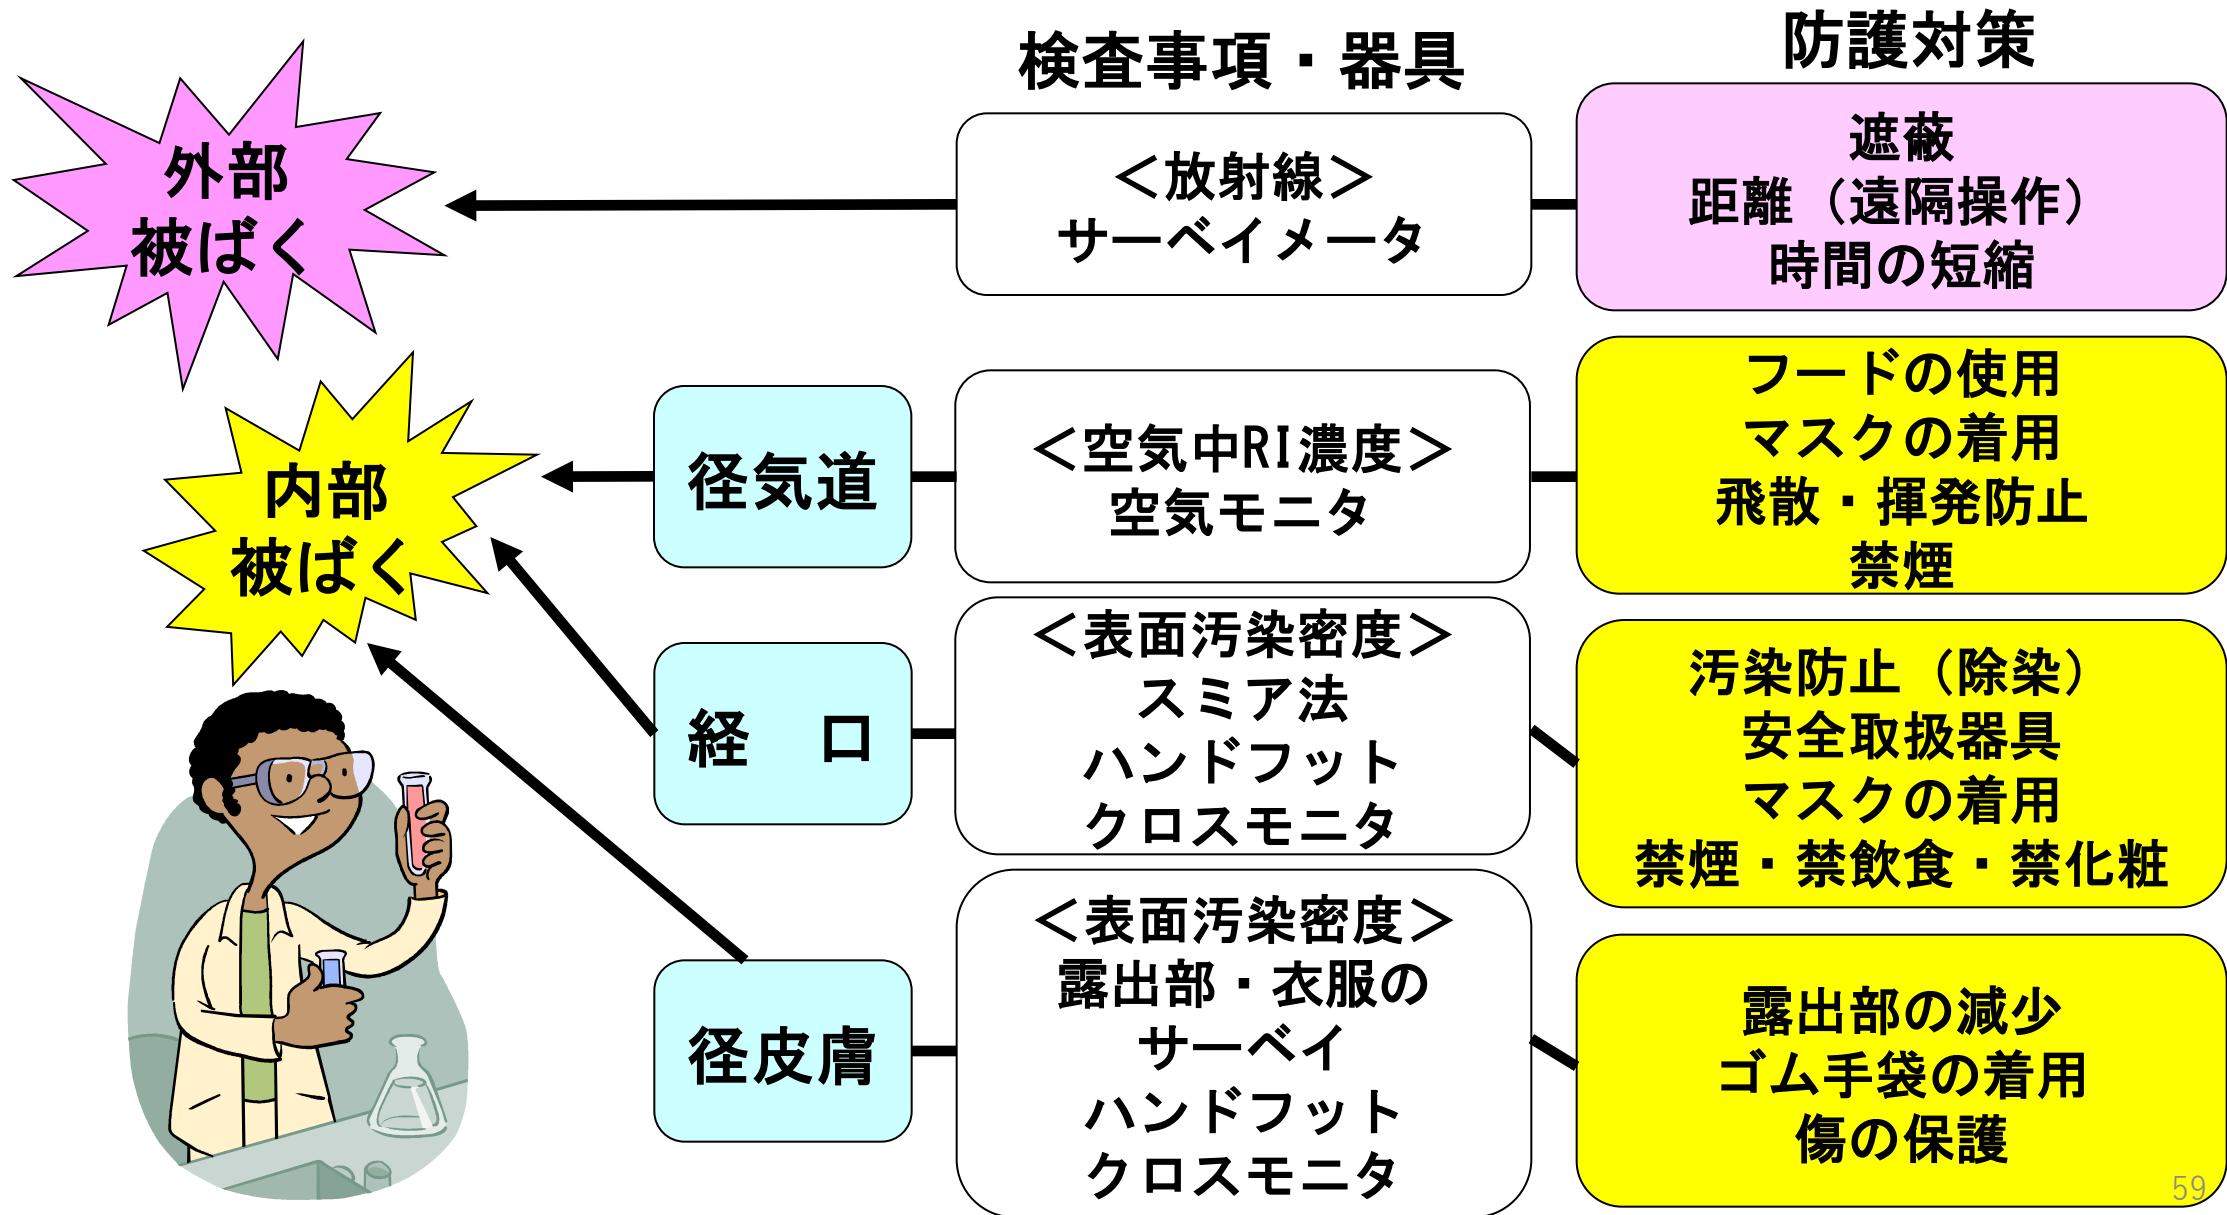 検査事項・器具
防護対策
外部
被ばく
＜放射線＞
サーベイメータ
遮蔽
距離（遠隔操作）
時間の短縮
内部
被ばく
径気道
＜空気中RI濃度＞
空気モニタ
フードの使用
マスクの着用
飛散・揮発防止
禁煙
経　口
＜表面汚染密度＞
スミア法
ハンドフット
クロスモニタ
汚染防止（除染）
安全取扱器具
マスクの着用
禁煙・禁飲食・禁化粧
径皮膚
＜表面汚染密度＞
露出部・衣服の
サーベイ
ハンドフット
クロスモニタ
露出部の減少
ゴム手袋の着用
傷の保護
59